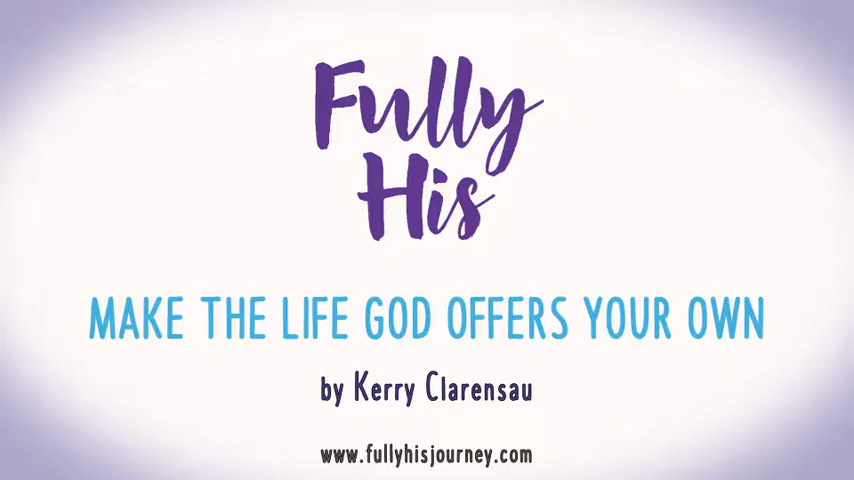 Fully
His
MAKE THE LIFE GOD OFFERS YOUR OWN
by Kerry Clarensau
www.fullyhisjourney.com